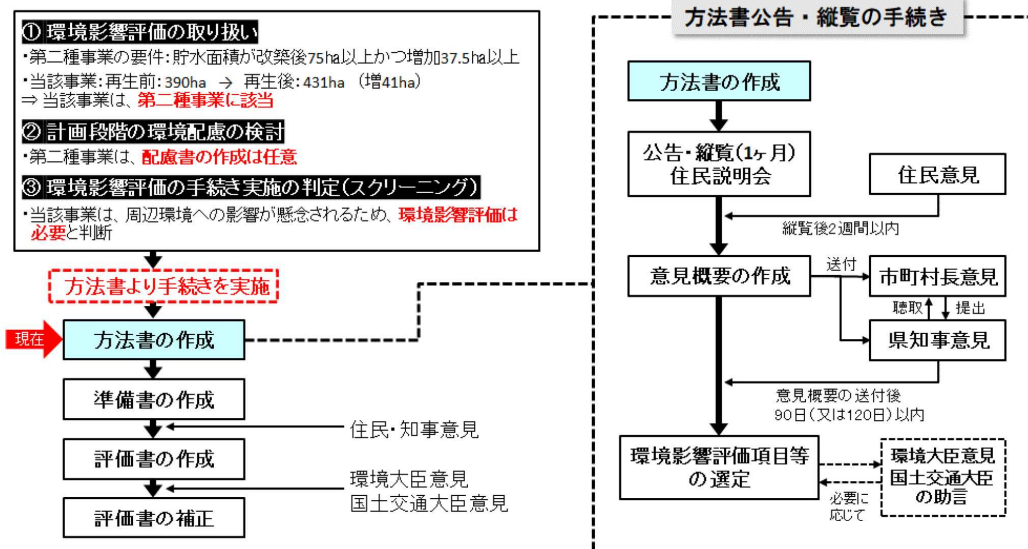 ① 環境影響評価の取り扱い
・第二種事業の要件：貯水面積が改築後75ha以上かつ増加37.5ha以上
・当該事業：再生前：390ha → 再生後：431ha （増41ha）
⇒ 当該事業は、第二種事業に該当
② 計画段階の環境配慮の検討
・第二種事業は、配慮書の作成は任意
③ 環境影響評価の手続き実施の判定（スクリーニング）
・当該事業は、周辺環境への影響が懸念されるため、環境影響評価は
必要と判断
方法書より手続きを実施
現在
方法書の作成
準備書の作成
住民・知事意見
評価書の作成
環境大臣意見
国土交通大臣意見
評価書の補正
方法書公告・縦覧の手続き
方法書の作成
公告・縦覧（1ヶ月）
住民説明会
住民意見
縦覧後2週間以内
意見概要の作成
送付
市町村長意見
聴取
提出
県知事意見
意見概要の送付後
90日（又は120日）以内
環境影響評価項目等
の選定
環境大臣意見
国土交通大臣
の助言
必要に
応じて